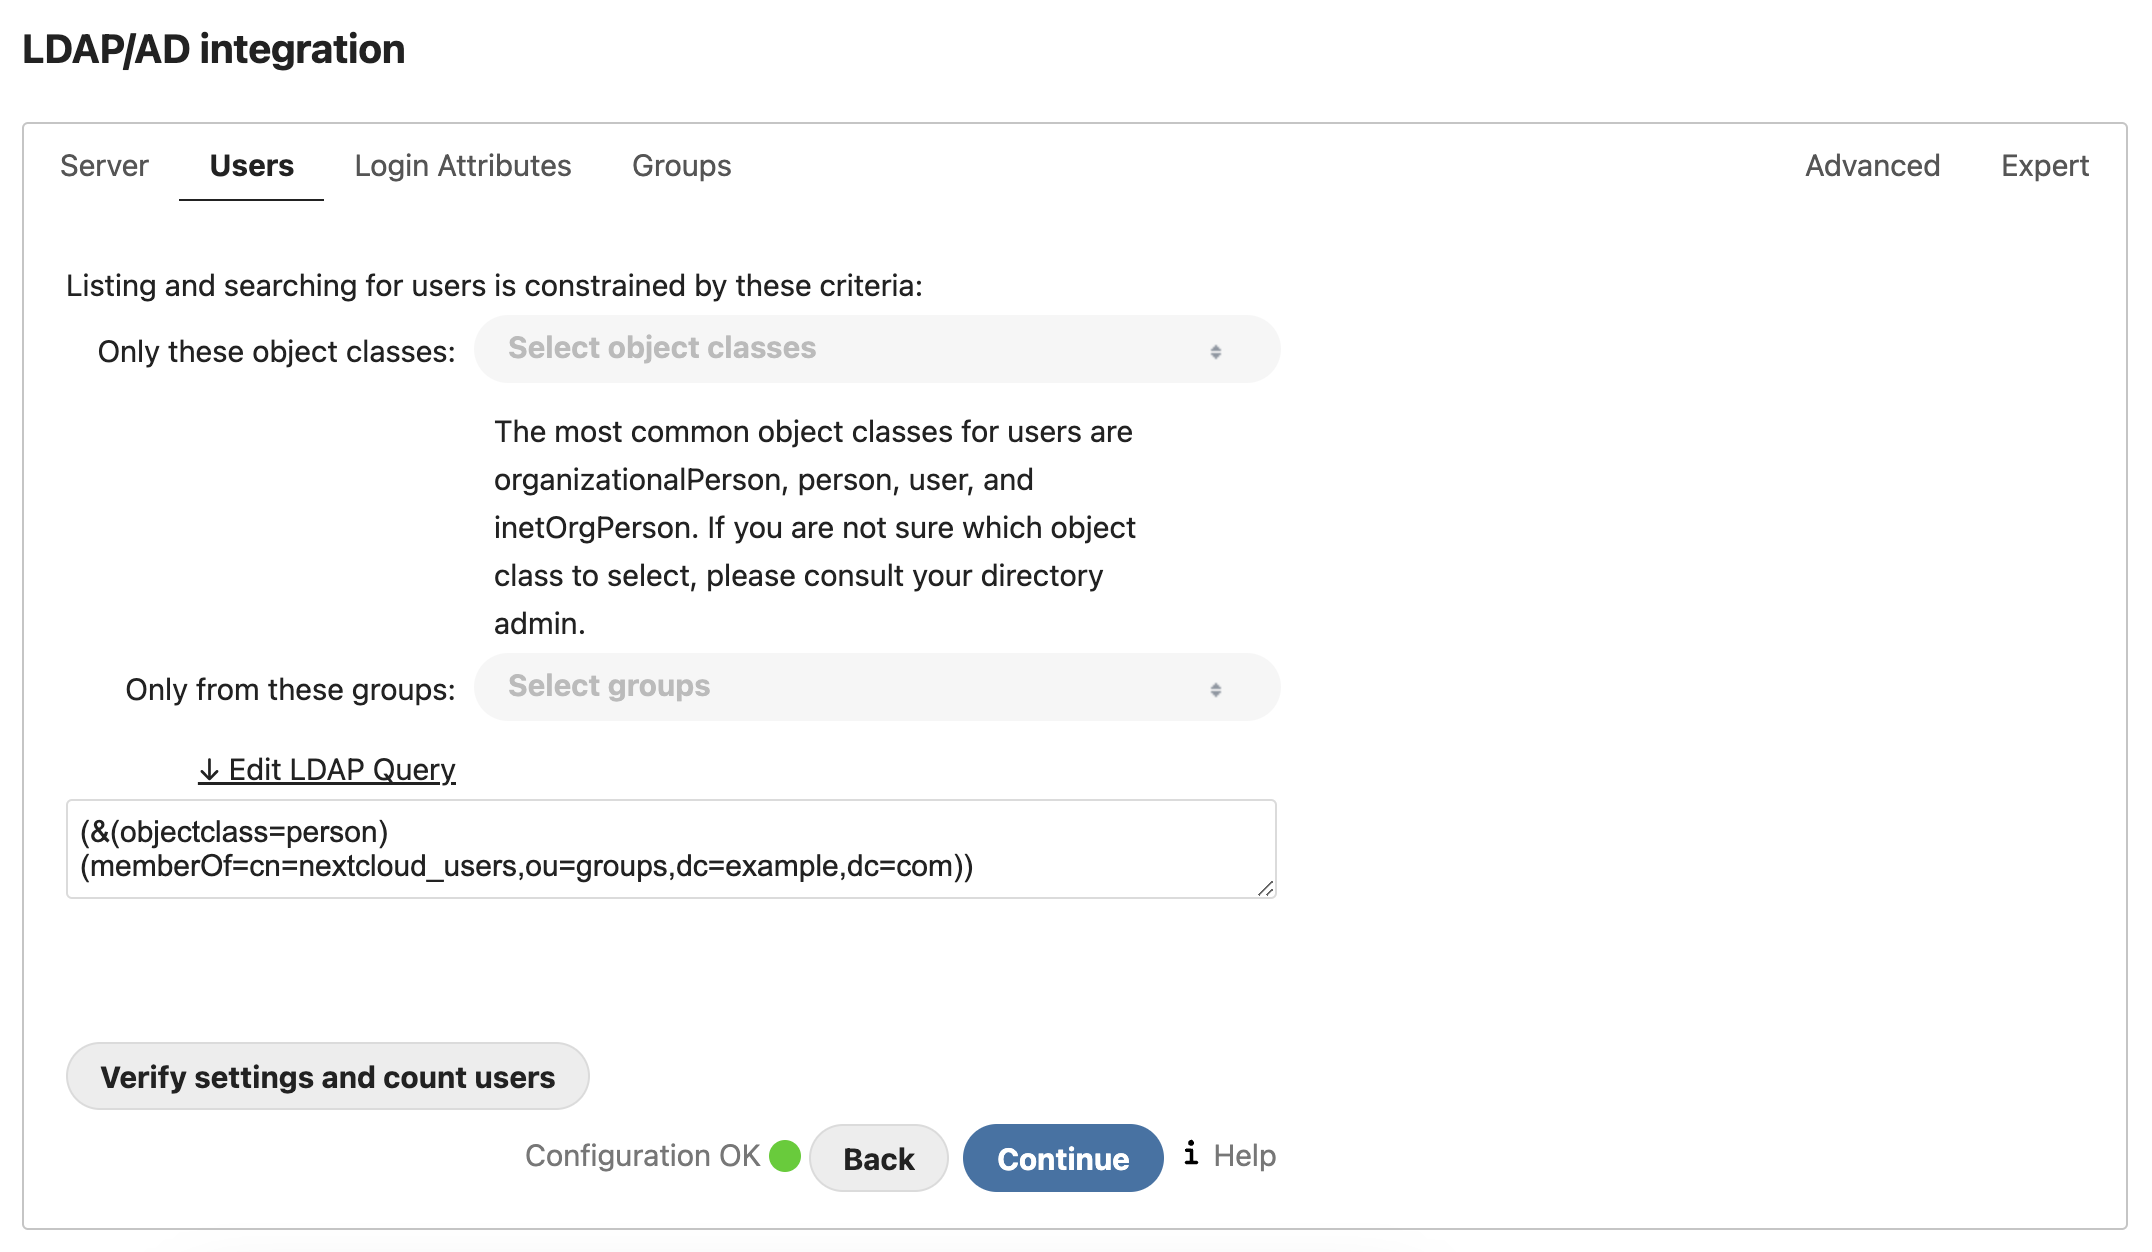 LDAP/AD integration
Server Users Login Attributes Groups Advanced Expert
Listing and searching for users is constrained by these criteria:
Only these object classes: Select object classes
The most common object classes for users are
organizationalPerson, person, user, and
inetOrgPerson. If you are not sure which object
class to select, please consult your directory
admin.
Only from these groups: Select groups
↓ Edit LDAP Query
(&(objectclass=person)
(memberOf=cn=nextcloud_users,ou=groups,dc=example,dc=com))
Verify settings and count users
Configuration OK Back Continue i Help